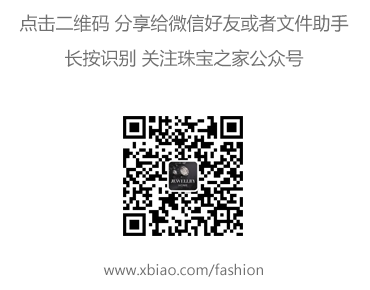 点击二维码 分享给微信好友或者文件助手
长按识别 关注珠宝之家公众号
JEWELLERY
www.xbiao.com/fashion